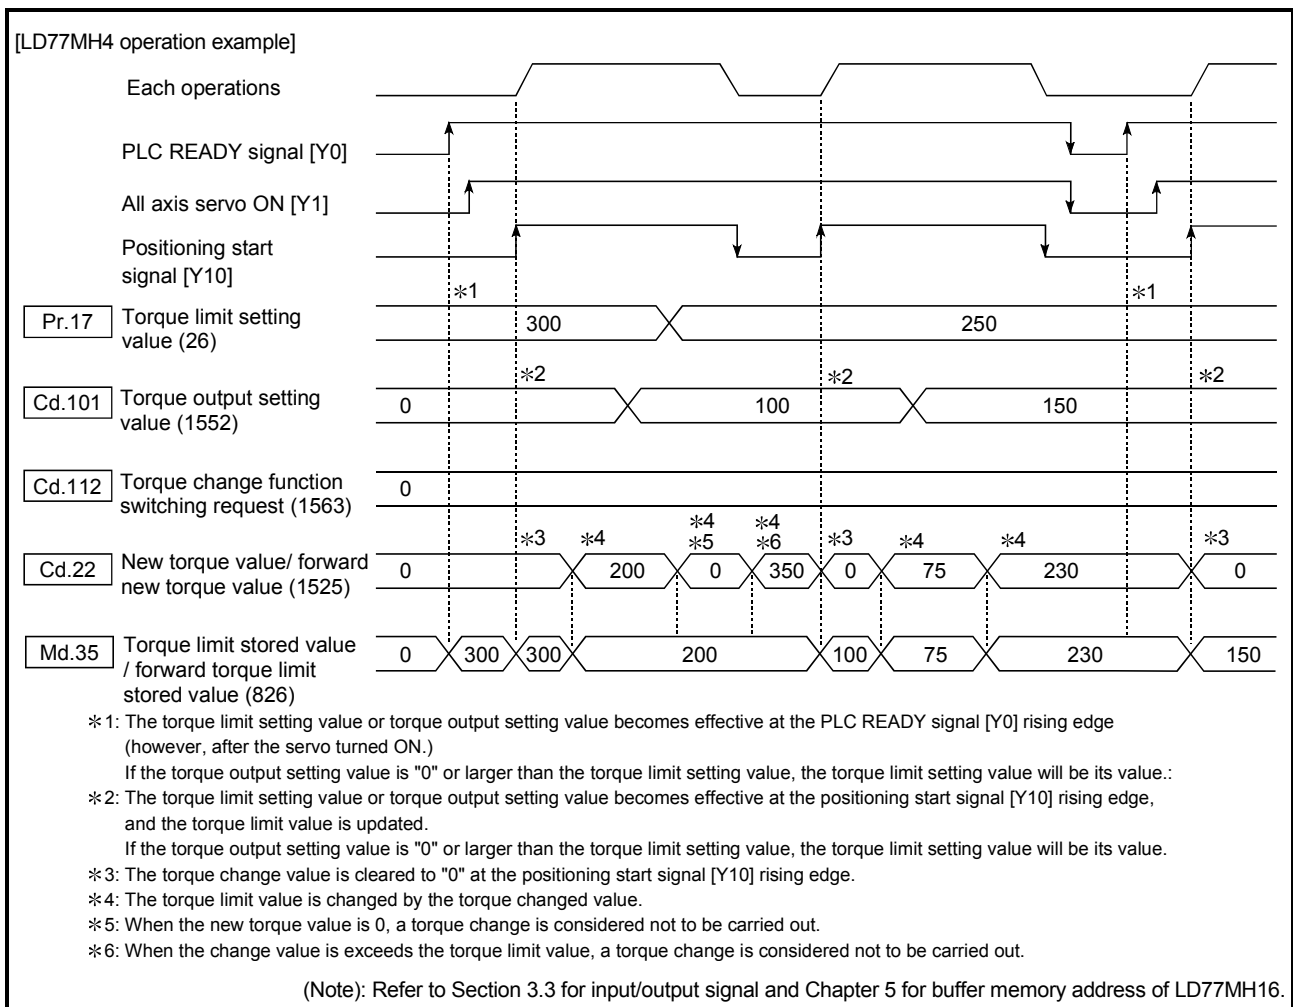 [LD77MH4 operation example]
Each operations
PLC READY signal [Y0]
All axis servo ON [Y1]
Positioning start
signal [Y10]
∗1 ∗1
Pr.17 Torque limit setting
value (26)
300 250
∗2 ∗2 ∗2
Cd.101 Torque output setting
value (1552)
0 100 150
Cd.112 Torque change function
switching request (1563)
0
∗4 ∗4
∗3 ∗4 ∗5 ∗6 ∗3 ∗4 ∗4 ∗3
Cd.22 New torque value/ forward
new torque value (1525)
0 200 0 350 0 75 230 0
Md.35 Torque limit stored value
/ forward torque limit
stored value (826)
0 300 300 200 100 75 230 150
∗1: The torque limit setting value or torque output setting value becomes effective at the PLC READY signal [Y0] rising edge
(however, after the servo turned ON.)
If the torque output setting value is "0" or larger than the torque limit setting value, the torque limit setting value will be its value.:
∗2: The torque limit setting value or torque output setting value becomes effective at the positioning start signal [Y10] rising edge,
and the torque limit value is updated.
If the torque output setting value is "0" or larger than the torque limit setting value, the torque limit setting value will be its value.
∗3: The torque change value is cleared to "0" at the positioning start signal [Y10] rising edge.
∗4: The torque limit value is changed by the torque changed value.
∗5: When the new torque value is 0, a torque change is considered not to be carried out.
∗6: When the change value is exceeds the torque limit value, a torque change is considered not to be carried out.
(Note): Refer to Section 3.3 for input/output signal and Chapter 5 for buffer memory address of LD77MH16.